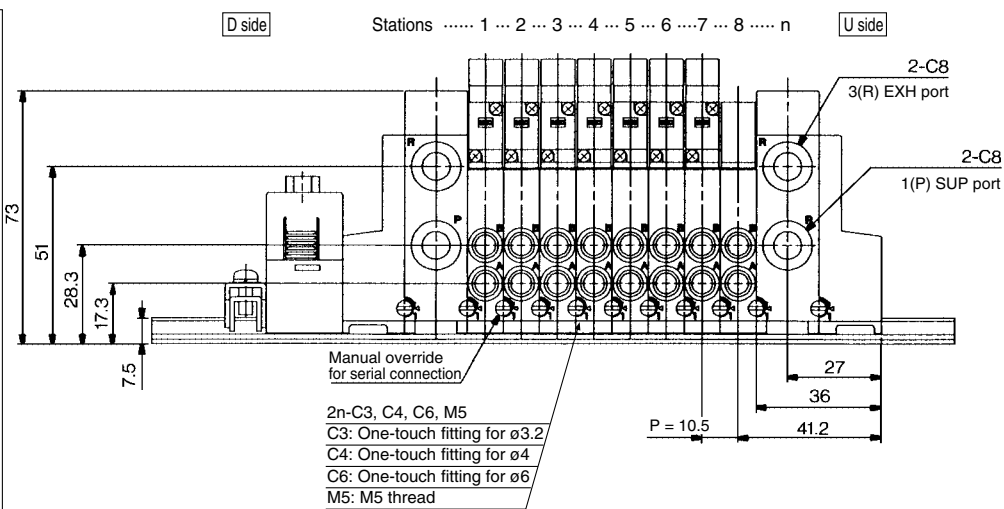 D side
Stations ······ 1 ··· 2 ··· 3 ··· 4 ··· 5 ··· 6 ····7 ··· 8 ····· n
U side
2-C8
3(R) EXH port
2-C8
1(P) SUP port
R
R
P
P
B B B B B B B B
A A A A A A A A
73
51
28.3
17.3
7.5
Manual override
for serial connection
2n-C3, C4, C6, M5
C3: One-touch fitting for ø3.2
C4: One-touch fitting for ø4
C6: One-touch fitting for ø6
M5: M5 thread
P = 10.5
27
36
41.2